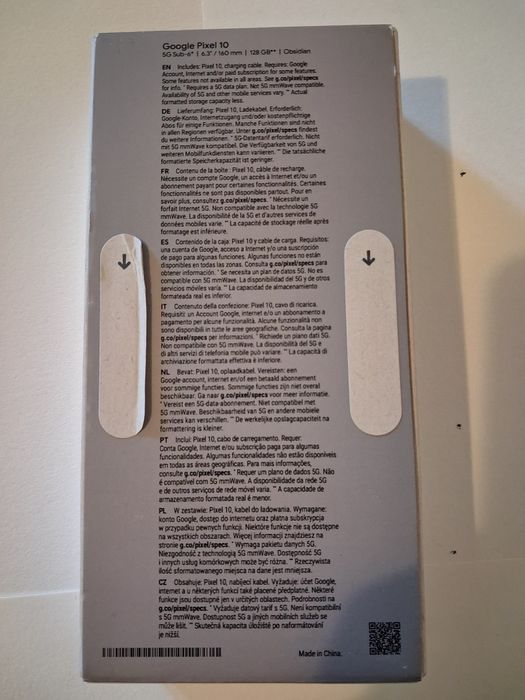 Google Pixel 10
5G Sub-6* | 6.3" / 160 mm | 128 GB** | Obsidian
EN Includes: Pixel 10, charging cable. Requires: Google
Account, Internet and/or paid subscription for some features.
Some features not available in all areas. See g.co/pixel/specs
for info. * Requires a 5G data plan. Not 5G mmWave compatible.
Availability of 5G and other mobile services vary. ** Actual
formatted storage capacity less.
DE Lieferumfang: Pixel 10, Ladekabel. Erforderlich:
Google-Konto, Internetzugang und/oder kostenpflichtige
Abos für einige Funktionen. Manche Funktionen sind nicht
in allen Regionen verfügbar. Unter g.co/pixel/specs findest
du weitere Informationen. * 5G-Datentarif erforderlich. Nicht
mit 5G mmWave kompatibel. Die Verfügbarkeit von 5G und
weiteren Mobilfunkdiensten kann variieren. ** Die tatsächliche
formatierte Speicherkapazität ist geringer.
FR Contenu de la boîte : Pixel 10, câble de recharge.
Nécessite un compte Google, un accès à Internet et/ou un
abonnement payant pour certaines fonctionnalités. Certaines
fonctionnalités ne sont pas disponibles partout. Pour en
savoir plus, consultez g.co/pixel/specs. * Nécessite un
forfait Internet 5G. Non compatible avec la technologie 5G
mmWave. La disponibilité de la 5G et d'autres services de
données mobiles varie. ** La capacité de stockage réelle après
formatage est inférieure.
ES Contenido de la caja: Pixel 10 y cable de carga. Requisitos:
una cuenta de Google, acceso a Internet y/o una suscripción
de pago para algunas funciones. Algunas funciones no están
disponibles en todas las zonas. Consulta g.co/pixel/specs para
obtener información. * Se necesita un plan de datos 5G. No es
compatible con 5G mmWave. La disponibilidad del 5G y de otros
servicios móviles varía. ** La capacidad de almacenamiento
formateada real es inferior.
IT Contenuto della confezione: Pixel 10, cavo di ricarica.
Requisiti: un Account Google, internet e/o un abbonamento a
pagamento per alcune funzionalità. Alcune funzionalità non
sono disponibili in tutte le aree geografiche. Consulta la pagina
g.co/pixel/specs per informazioni. * Richiede un piano dati 5G.
Non compatibile con 5G mmWave. La disponibilità del 5G e
di altri servizi di telefonia mobile può variare. ** La capacità di
archiviazione formattata effettiva è inferiore.
NL Bevat: Pixel 10, oplaadkabel. Vereisten: een
Google-account, internet en/of een betaald abonnement
voor sommige functies. Sommige functies zijn niet overal
beschikbaar. Ga naar g.co/pixel/specs voor meer informatie.
* Vereist een 5G-data-abonnement. Niet compatibel met
5G mmWave. Beschikbaarheid van 5G en andere mobiele
services kan verschillen. ** De werkelijke opslagcapaciteit na
formattering is kleiner.
PT Inclui: Pixel 10, cabo de carregamento. Requer:
Conta Google, Internet e/ou subscrição paga para algumas
funcionalidades. Algumas funcionalidades não estão disponíveis
em todas as áreas geográficas. Para mais informações,
consulte g.co/pixel/specs. * Requer um plano de dados 5G. Não
é compatível com 5G mmWave. A disponibilidade da rede 5G
e de outros serviços de rede móvel varia. ** A capacidade de
armazenamento formatada real é menor.
PL W zestawie: Pixel 10, kabel do ładowania. Wymagane:
konto Google, dostęp do internetu oraz płatna subskrypcja
w przypadku pewnych funkcji. Niektóre funkcje nie są dostępne
na wszystkich obszarach. Więcej informacji znajdziesz na
stronie g.co/pixel/specs. * Wymaga pakietu danych 5G.
Niezgodność z technologią 5G mmWave. Dostępność 5G
i innych usług komórkowych może być różna. ** Rzeczywista
ilość sformatowanego miejsca na dane jest mniejsza.
CZ Obsahuje: Pixel 10, nabíjecí kabel. Vyžaduje: účet Google,
internet a u některých funkcí také placené předplatné. Některé
funkce jsou dostupné jen v určitých oblastech. Podrobnosti na
g.co/pixel/specs. * Vyžaduje datový tarif s 5G. Není kompatibilní
s 5G mmWave. Dostupnost 5G a jiných mobilních služeb se
může lišit. ** Skutečná kapacita úložiště po naformátování
je nižší.
Made in China.